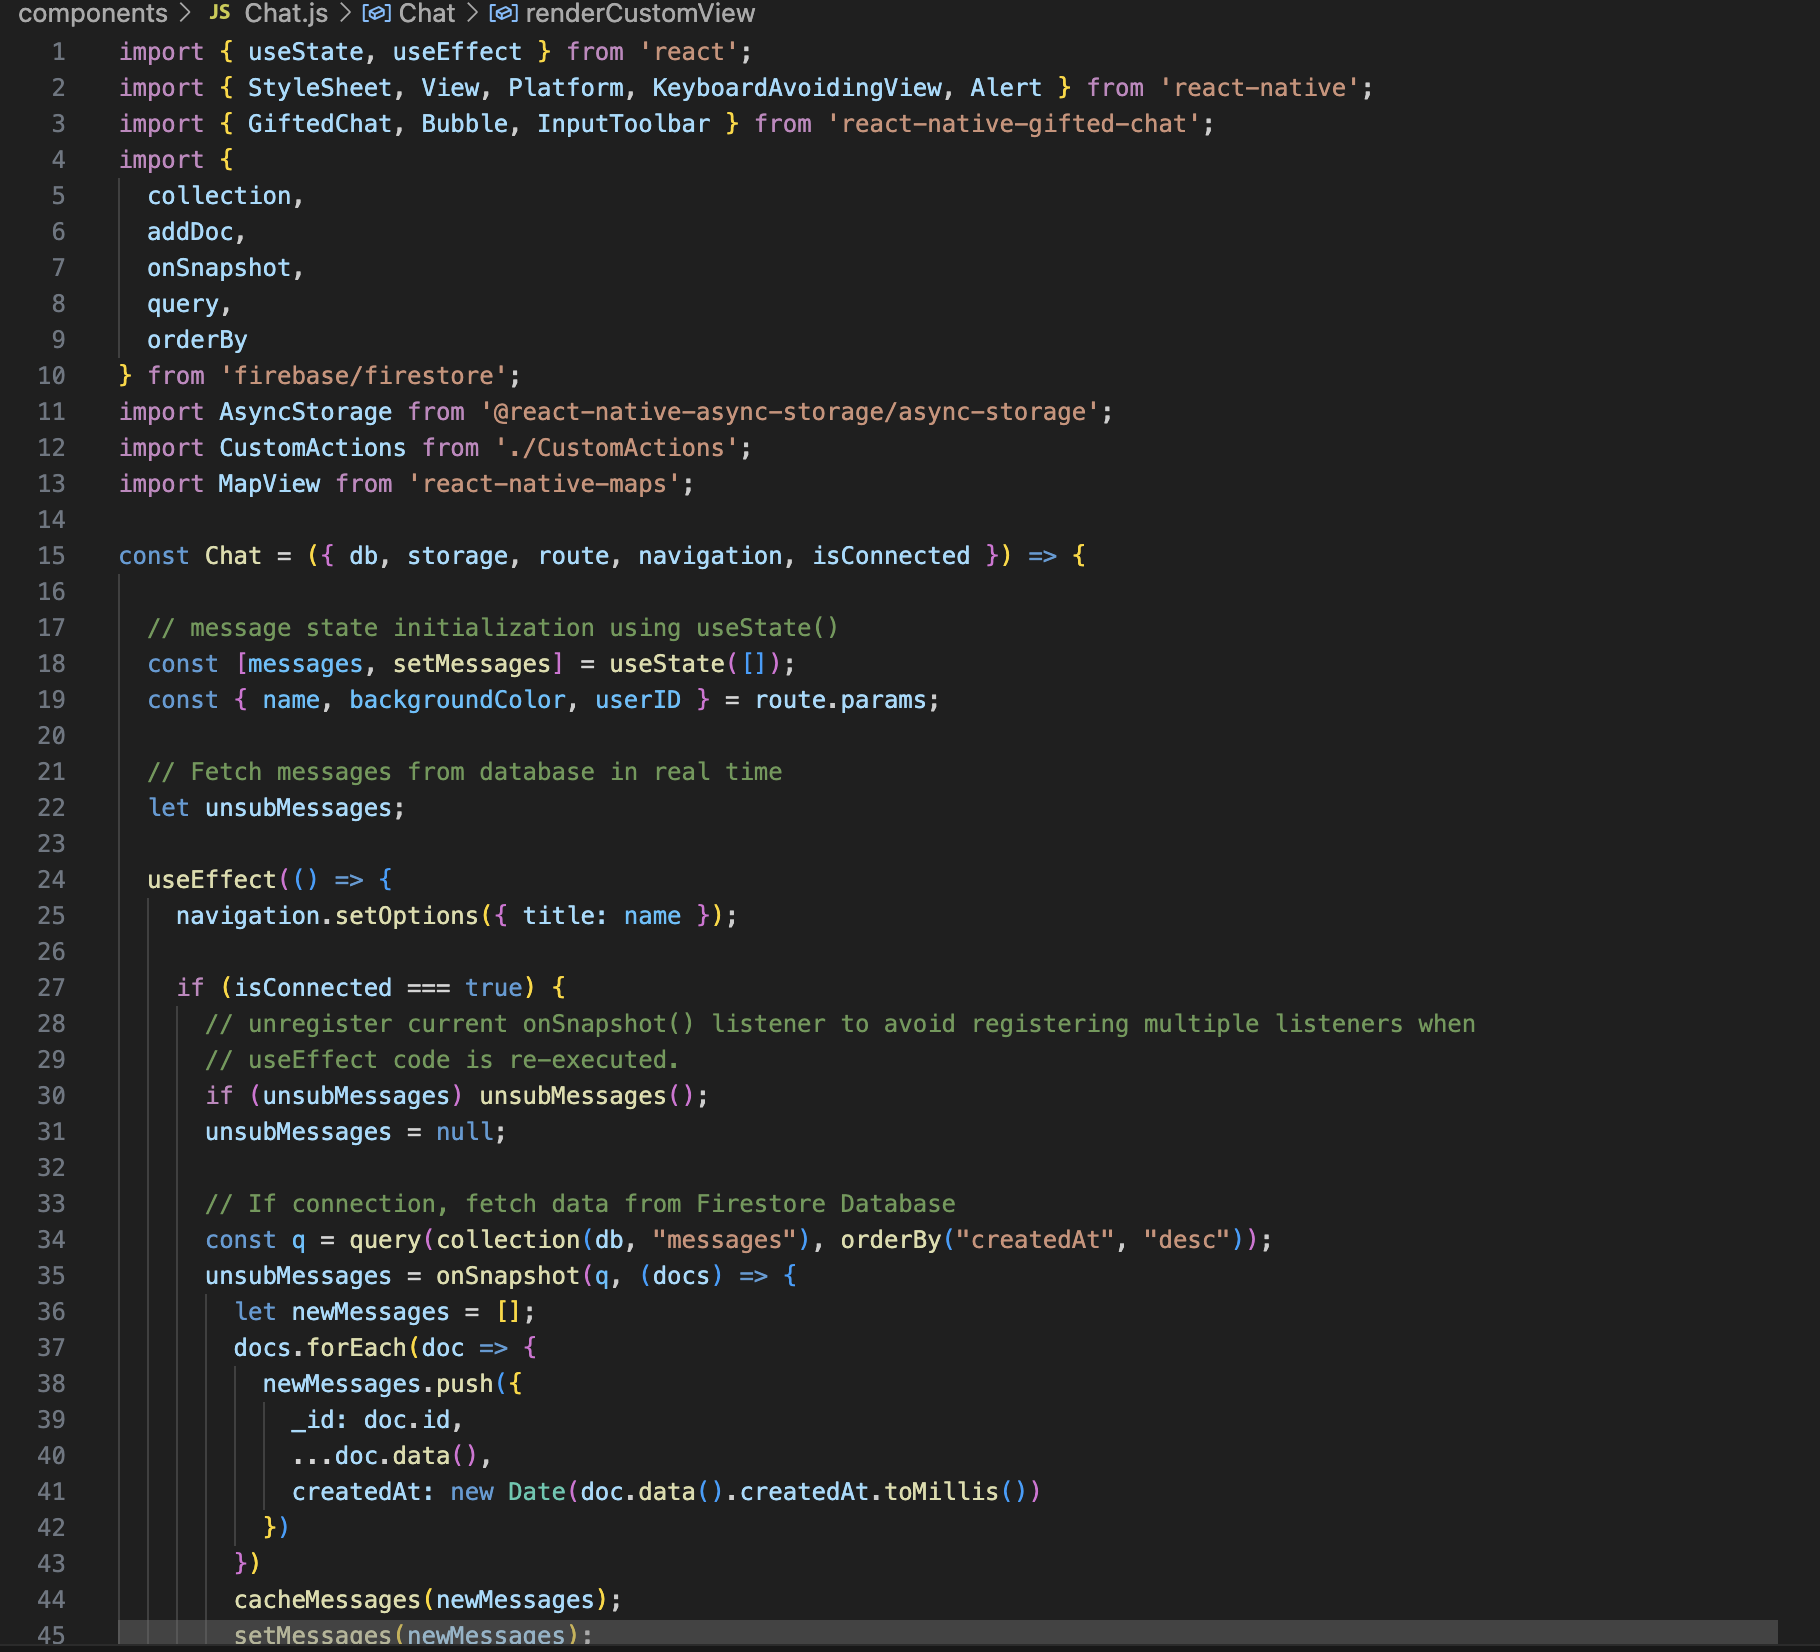 components > JS Chat.js > Chat > renderCustomView
1 import { useState, useEffect } from 'react';
2 import { StyleSheet, View, Platform, KeyboardAvoidingView, Alert } from 'react-native';
3 import { GiftedChat, Bubble, InputToolbar } from 'react-native-gifted-chat';
4 import {
5   collection,
6   addDoc,
7   onSnapshot,
8   query,
9   orderBy
10 } from 'firebase/firestore';
11 import AsyncStorage from '@react-native-async-storage/async-storage';
12 import CustomActions from './CustomActions';
13 import MapView from 'react-native-maps';
14
15 const Chat = ({ db, storage, route, navigation, isConnected }) => {
16
17   // message state initialization using useState()
18   const [messages, setMessages] = useState([]);
19   const { name, backgroundColor, userID } = route.params;
20
21   // Fetch messages from database in real time
22   let unsubMessages;
23
24   useEffect(() => {
25     navigation.setOptions({ title: name });
26
27     if (isConnected === true) {
28       // unregister current onSnapshot() listener to avoid registering multiple listeners when
29       // useEffect code is re-executed.
30       if (unsubMessages) unsubMessages();
31       unsubMessages = null;
32
33       // If connection, fetch data from Firestore Database
34       const q = query(collection(db, "messages"), orderBy("createdAt", "desc"));
35       unsubMessages = onSnapshot(q, (docs) => {
36         let newMessages = [];
37         docs.forEach(doc => {
38           newMessages.push({
39             _id: doc.id,
40             ...doc.data(),
41             createdAt: new Date(doc.data().createdAt.toMillis())
42           })
43         })
44         cacheMessages(newMessages);
45         setMessages(newMessages);